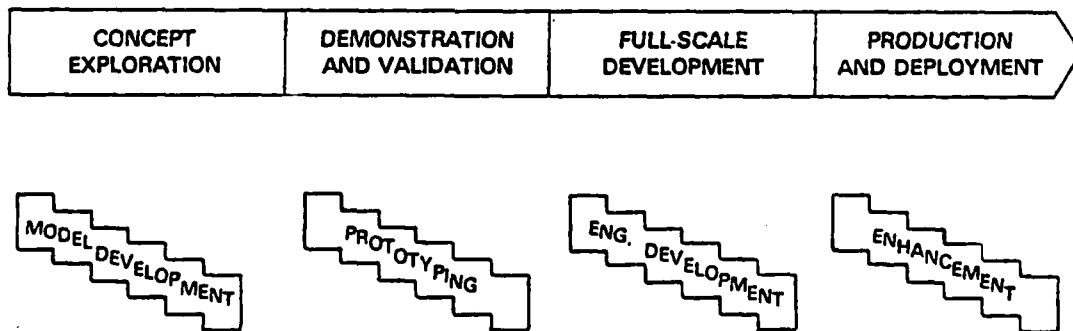 CONCEPT
EXPLORATION
DEMONSTRATION
AND VALIDATION
FULL-SCALE
DEVELOPMENT
PRODUCTION
AND DEPLOYMENT
MODEL DEVELOPMENT
PROTOTYPING
ENG. DEVELOPMENT
ENHANCEMENT